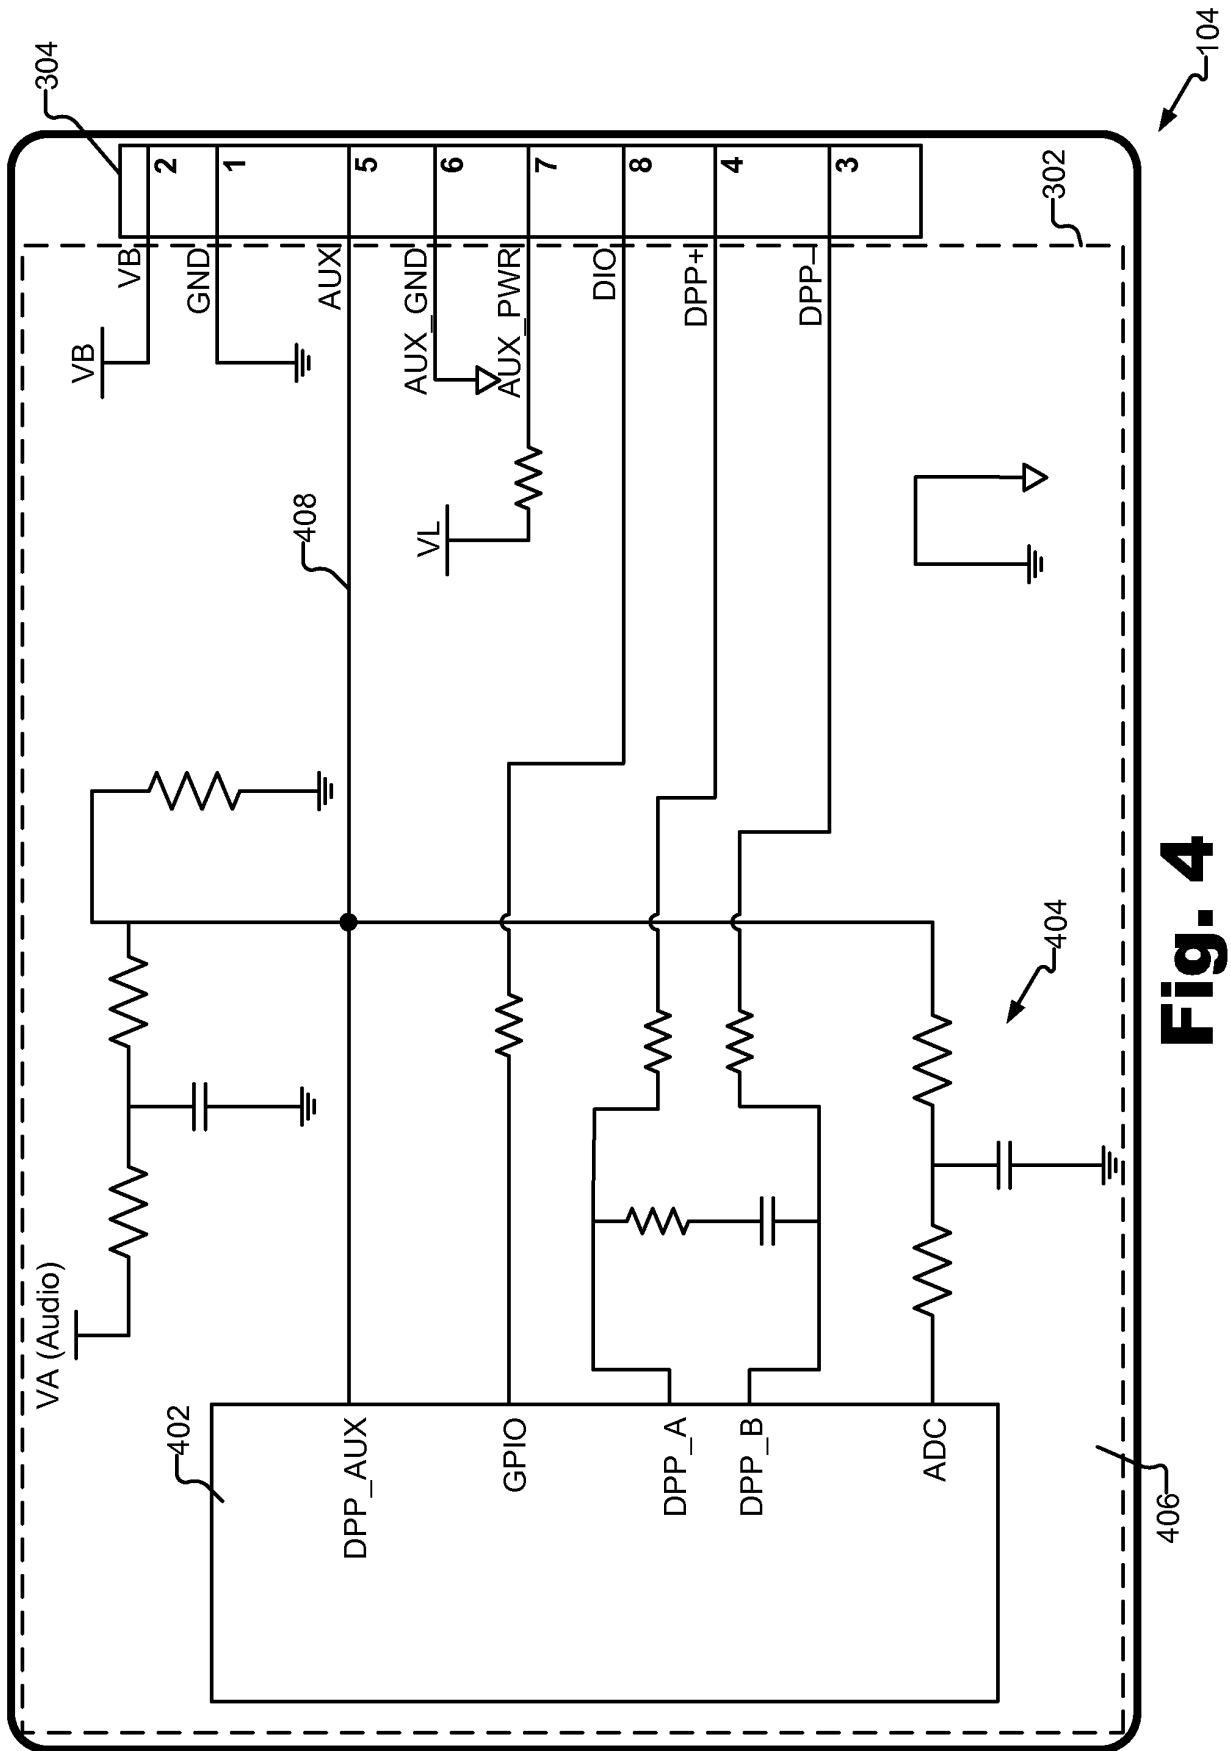 304
104
302
VB
2
GND
1
AUX
5
AUX_GND
6
AUX_PWR
7
DIO
8
DPP+
4
DPP–
3
VB
VL
408
VA (Audio)
402
DPP_AUX
GPIO
DPP_A
DPP_B
ADC
404
406
Fig. 4